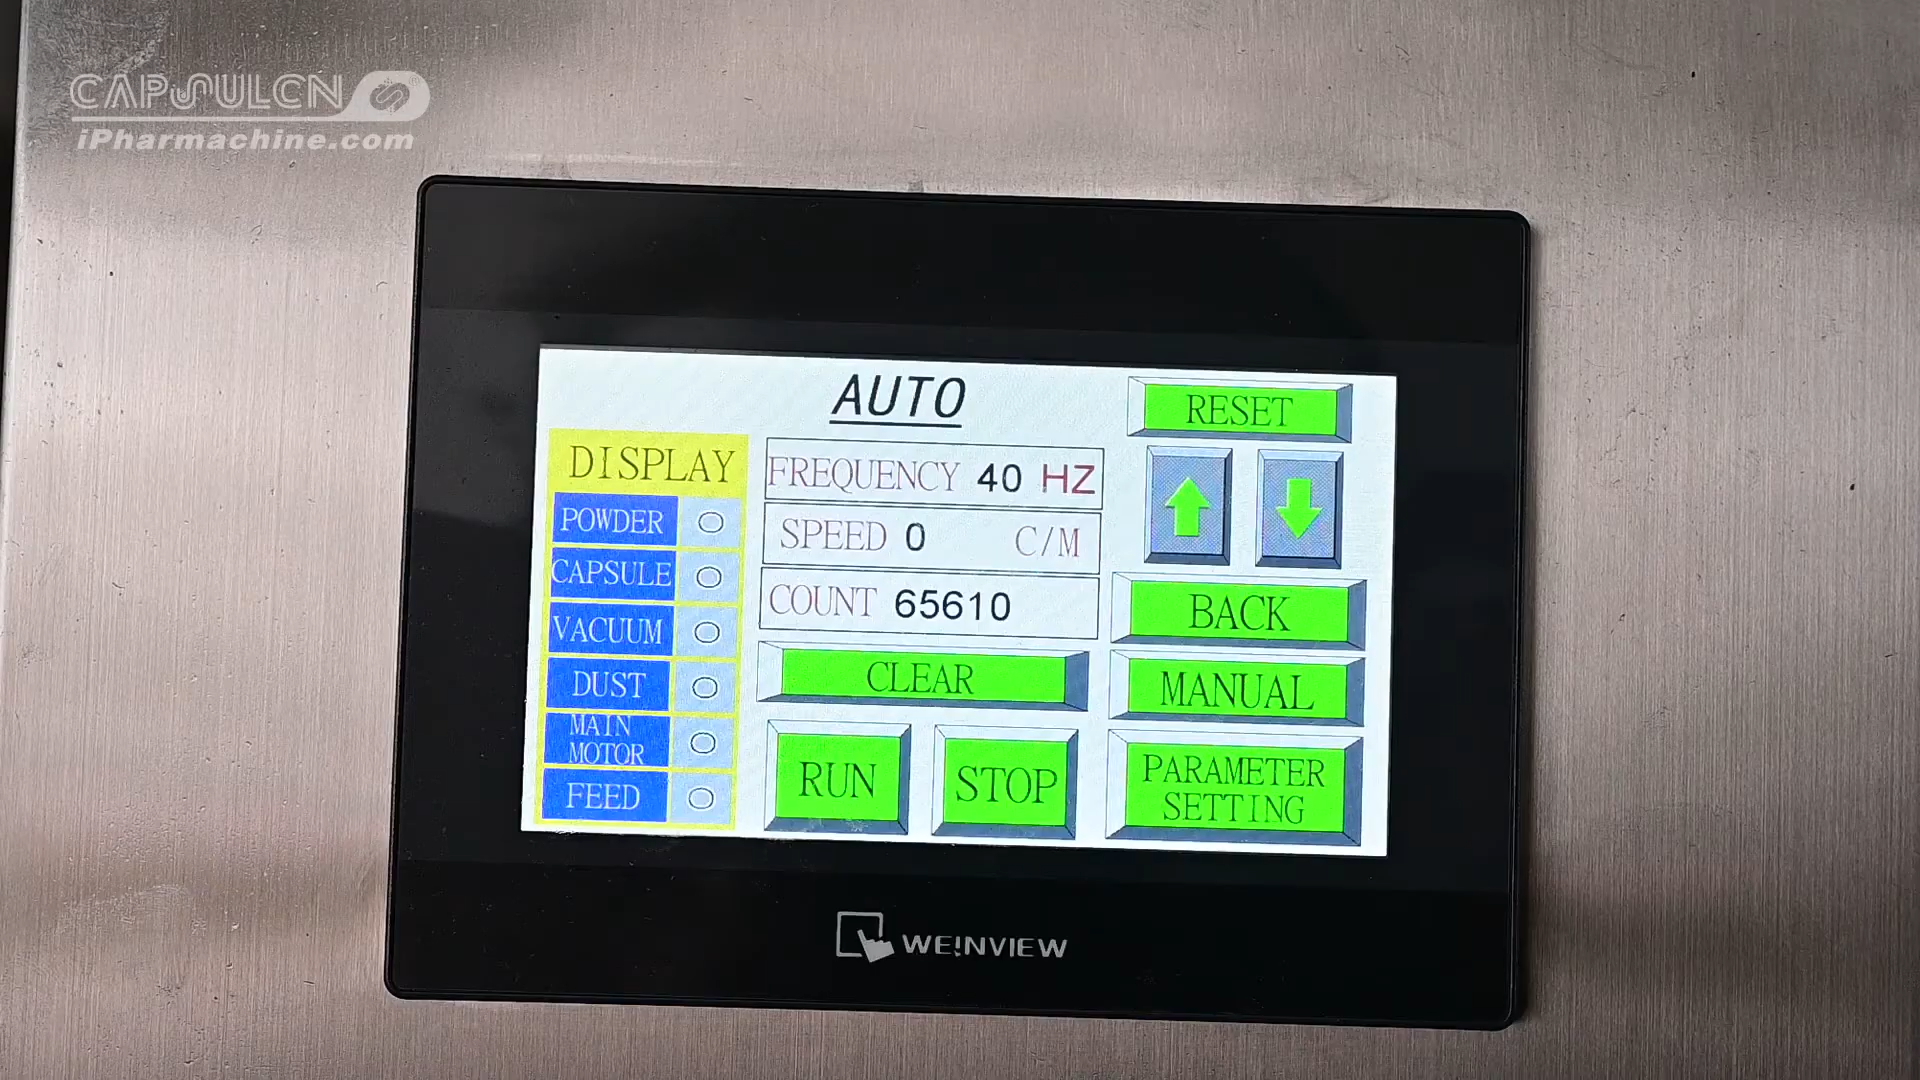 CAPSULCN
iPharmachine.com
AUTO
RESET
DISPLAY
FREQUENCY 40 HZ
POWDER O
SPEED 0 C/M
CAPSULE O
COUNT 65610
BACK
VACUUM O
CLEAR
MANUAL
DUST O
MAIN
MOTOR O
RUN
STOP
PARAMETER
SETTING
FEED O
WEINVIEW